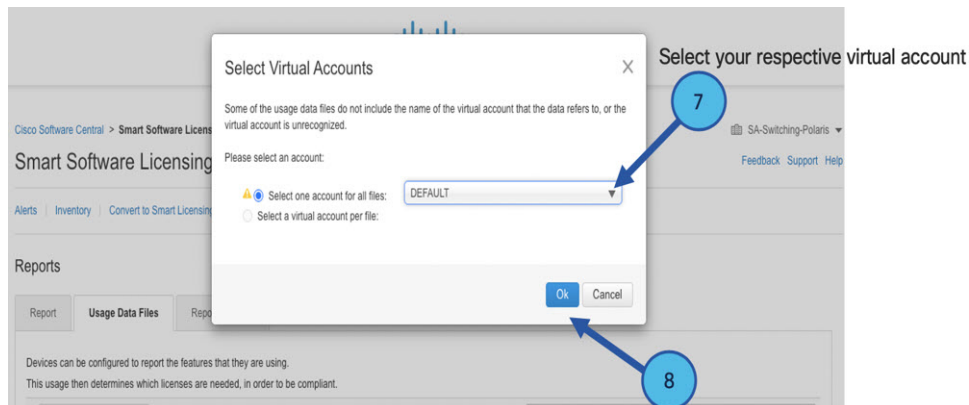 Select Virtual Accounts
X
Select your respective virtual account
7
Some of the usage data files do not include the name of the virtual account that the data refers to, or the
virtual account is unrecognized.
Cisco Software Central > Smart Software Licens
SA-Switching-Polaris
Smart Software Licensing
Feedback Support Help
Please select an account:
Select one account for all files:
DEFAULT
Select a virtual account per file:
Alerts | Inventory | Convert to Smart Licensing
Reports
Ok
Cancel
Report
Usage Data Files
Repo
Devices can be configured to report the features that they are using.
This usage then determines which licenses are needed, in order to be compliant.
8